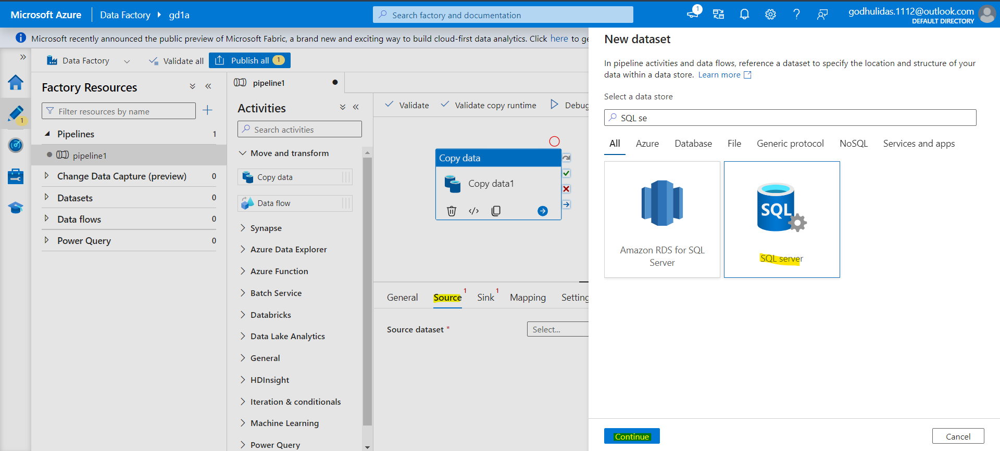 Microsoft Azure
Data Factory
gd1a
Search factory and documentation
1
godhulidas.1112@outlook.com
DEFAULT DIRECTORY
Microsoft recently announced the public preview of Microsoft Fabric, a brand new and exciting way to build cloud-first data analytics. Click here to ge
Data Factory
Validate all
Publish all 1
1
Factory Resources
Filter resources by name
Pipelines 1
pipeline1
Change Data Capture (preview) 0
Datasets 0
Data flows 0
Power Query 0
pipeline1
Activities
Search activities
Move and transform
Copy data
Data flow
Synapse
Azure Data Explorer
Azure Function
Batch Service
Databricks
Data Lake Analytics
General
HDInsight
Iteration & conditionals
Machine Learning
Power Query
Validate
Validate copy runtime
Debug
Copy data
Copy data1
General
Source 1
Sink 1
Mapping
Setting
Source dataset *
Select...
New dataset
In pipeline activities and data flows, reference a dataset to specify the location and structure of your
data within a data store. Learn more
Select a data store
SQL se
All
Azure
Database
File
Generic protocol
NoSQL
Services and apps
Amazon RDS for SQL
Server
SQL
SQL server
Continue
Cancel